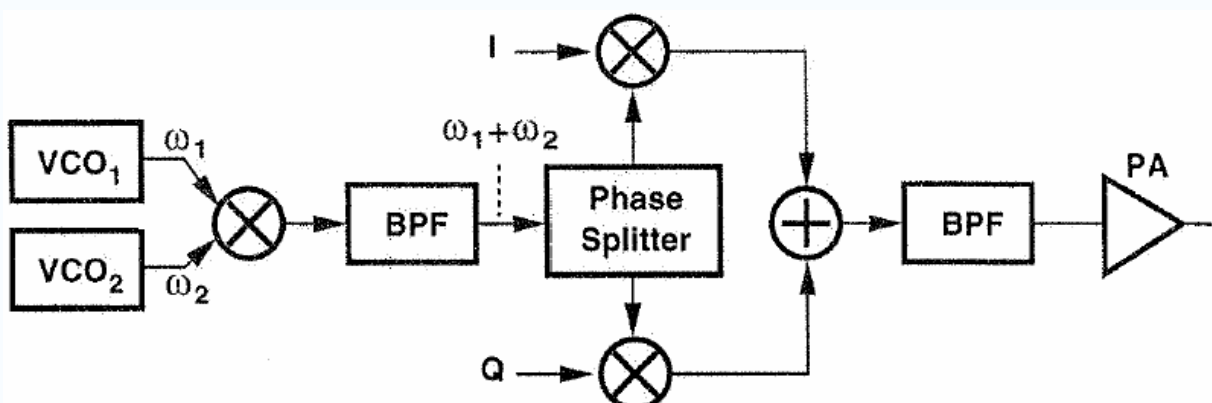 I
ω₁
ω₁+ω₂
VCO₁
PA
BPF
Phase
Splitter
BPF
VCO₂
ω₂
Q